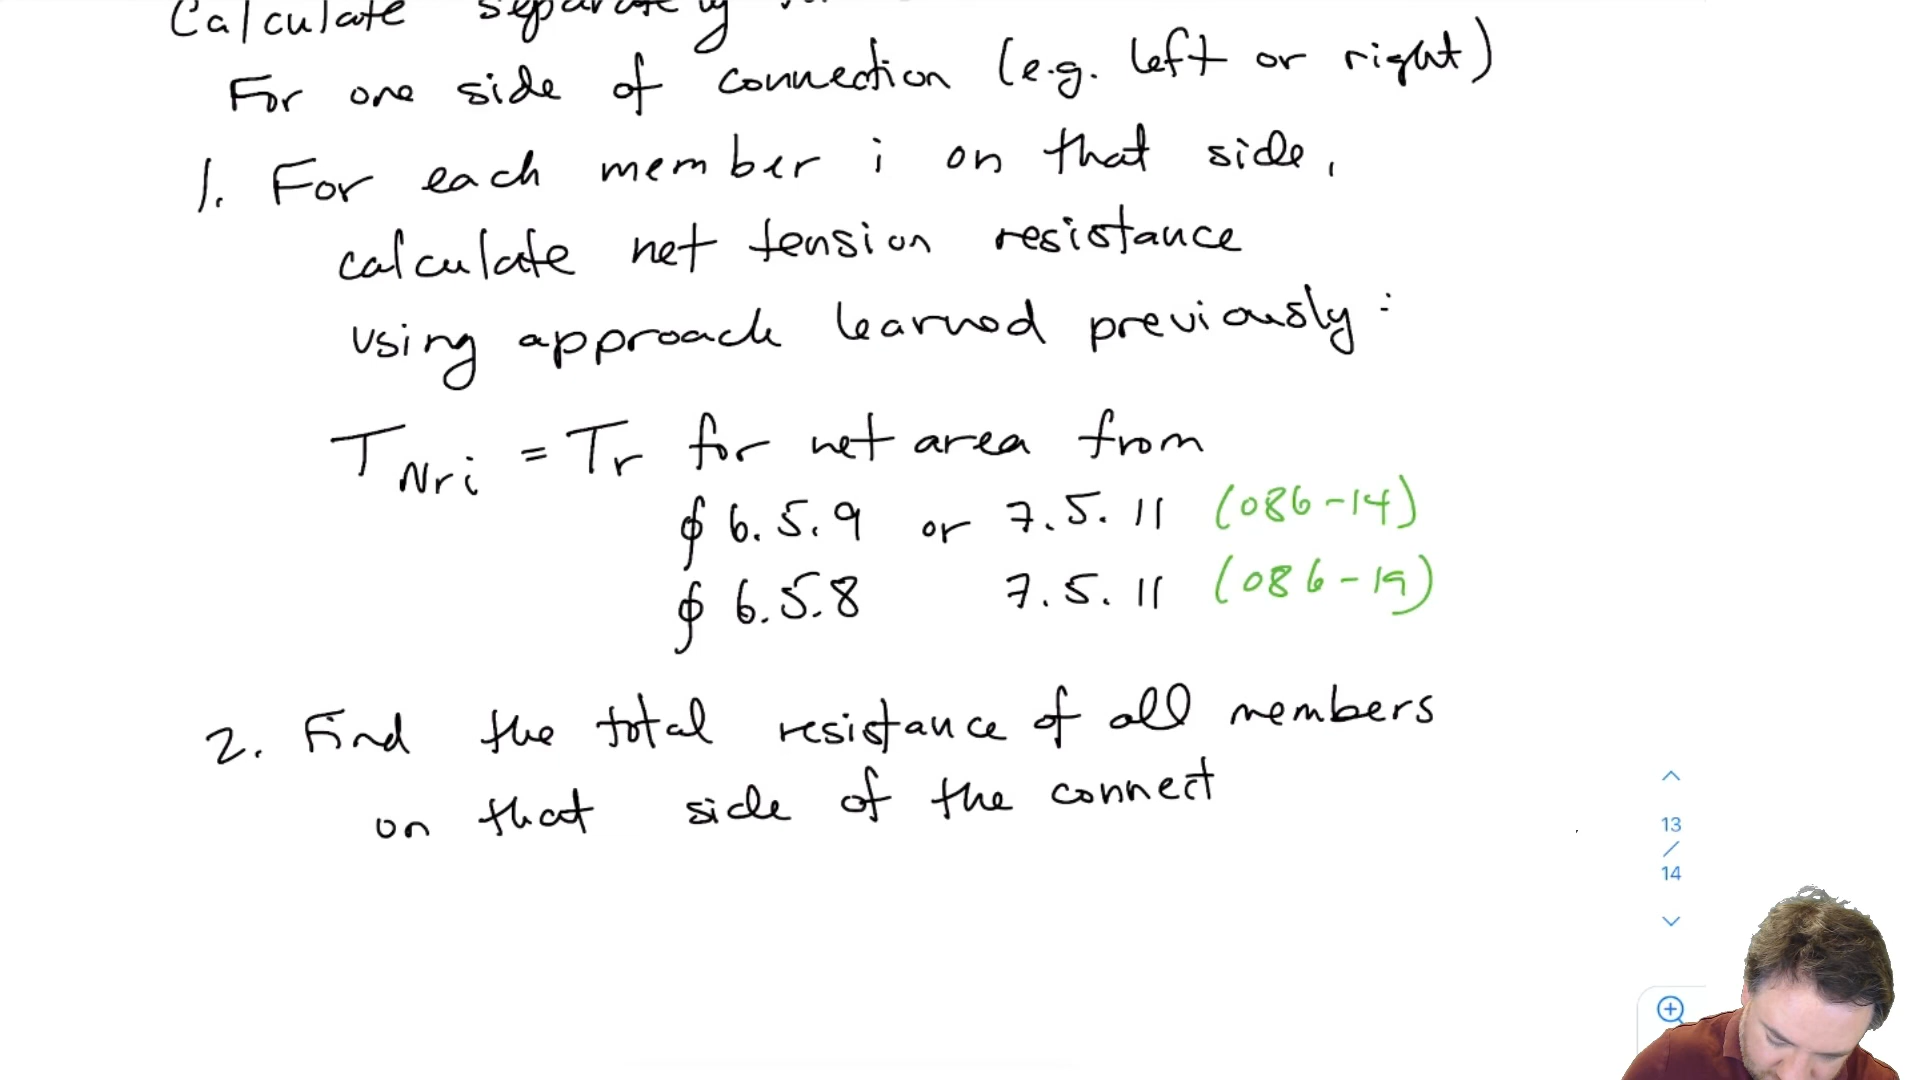 Calculate separately
For one side of connection (e.g. left or right)
1. For each member i on that side,
calculate net tension resistance
using approach learned previously:
T_Nri = Tr for net area from
∮ 6.5.9 or 7.5.11 (086-14)
∮ 6.5.8 7.5.11 (086-19)
2. Find the total resistance of all members
on that side of the connect
13
/
14